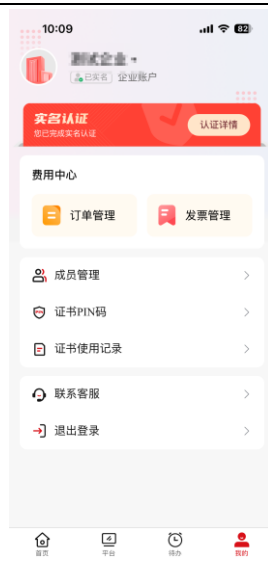 10:09
82
已实名 企业账户
实名认证
您已完成实名认证
认证详情
费用中心
订单管理
发票管理
成员管理
证书PIN码
证书使用记录
联系客服
退出登录
首页
平台
待办
我的